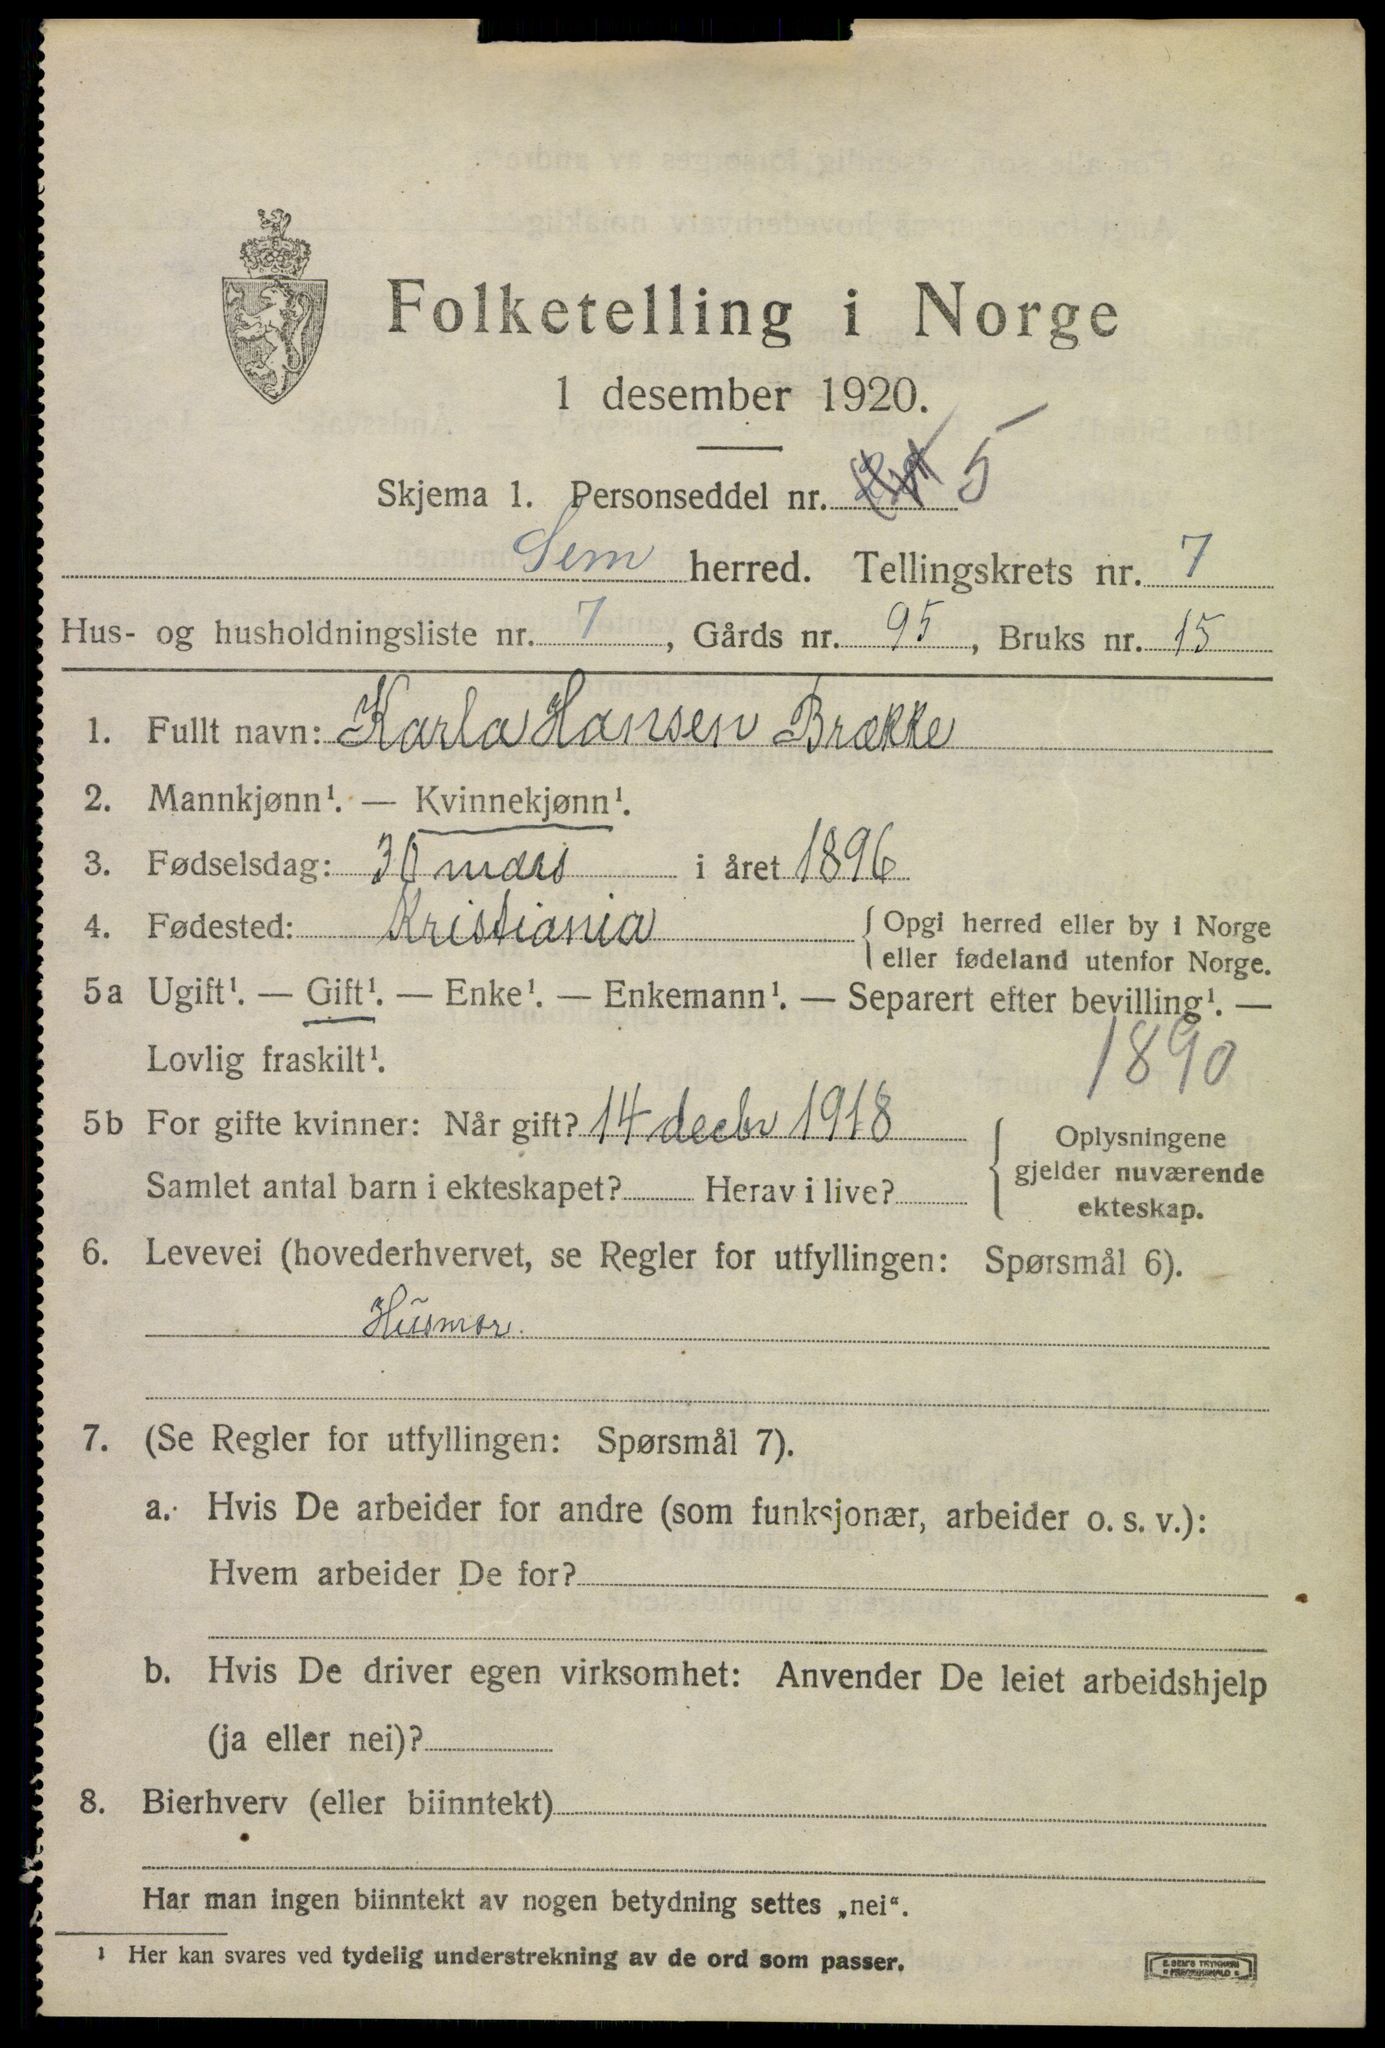 Folketelling i Norge
1 desember 1920.
Skjema 1. Personseddel nr. 5
Sem herred. Tellingskrets nr. 7
Hus- og husholdningsliste nr. 7, Gårds nr. 95, Bruks nr. 15
1. Fullt navn: Karla Hansen Brække
2. Mannkjønn¹. — Kvinnekjønn¹.
3. Fødselsdag: 30 mars i året 1896
4. Fødested: Kristiania {Opgi herred eller by i Norge
eller fødeland utenfor Norge.
5a Ugift¹. — Gift¹. — Enke¹. — Enkemann¹. — Separert efter bevilling¹. —
Lovlig fraskilt¹. 1890
5b For gifte kvinner: Når gift? 14 decbr 1918
Samlet antal barn i ekteskapet? Herav i live?
{Oplysningene
gjelder nuværende
ekteskap.
6. Levevei (hovederhvervet, se Regler for utfyllingen: Spørsmål 6).
Husmor.
7. (Se Regler for utfyllingen: Spørsmål 7).
a. Hvis De arbeider for andre (som funksjonær, arbeider o. s. v.):
Hvem arbeider De for?
b. Hvis De driver egen virksomhet: Anvender De leiet arbeidshjelp
(ja eller nei)?
8. Bierhverv (eller biinntekt)
Har man ingen biinntekt av nogen betydning settes „nei“.
¹ Her kan svares ved tydelig understrekning av de ord som passer.
E. SEM'S TRYKKERI
FREDRIKSHALD